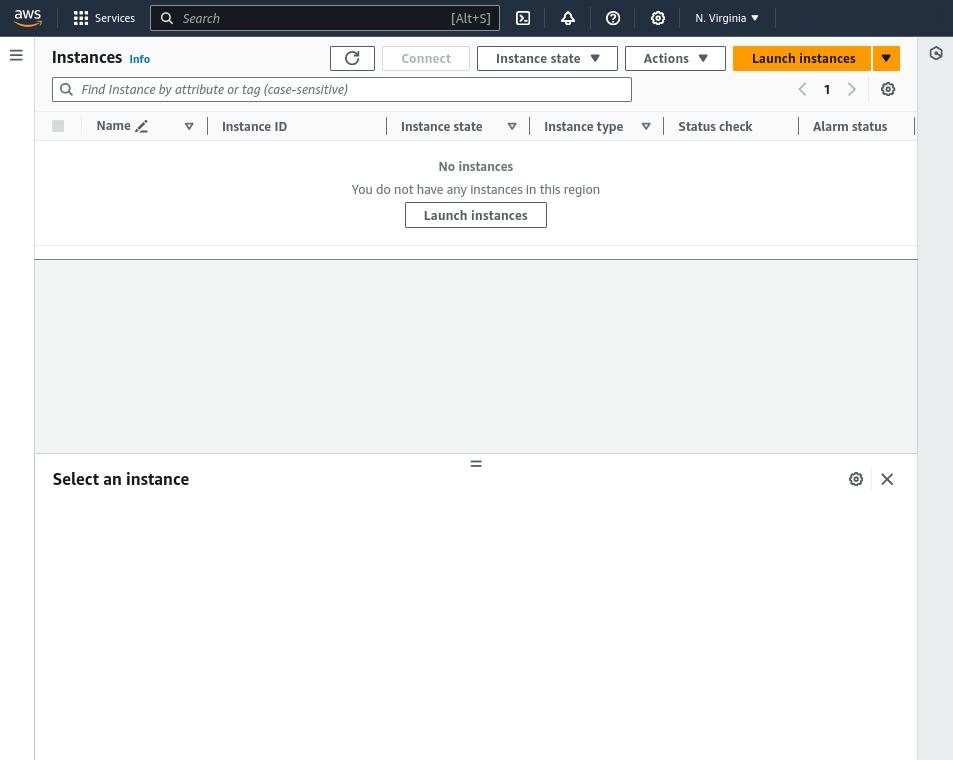 aws Services Search [Alt+S] N. Virginia
Instances Info Connect Instance state Actions Launch instances
Find Instance by attribute or tag (case-sensitive) 1
Name Instance ID Instance state Instance type Status check Alarm status
No instances
You do not have any instances in this region
Launch instances
Select an instance